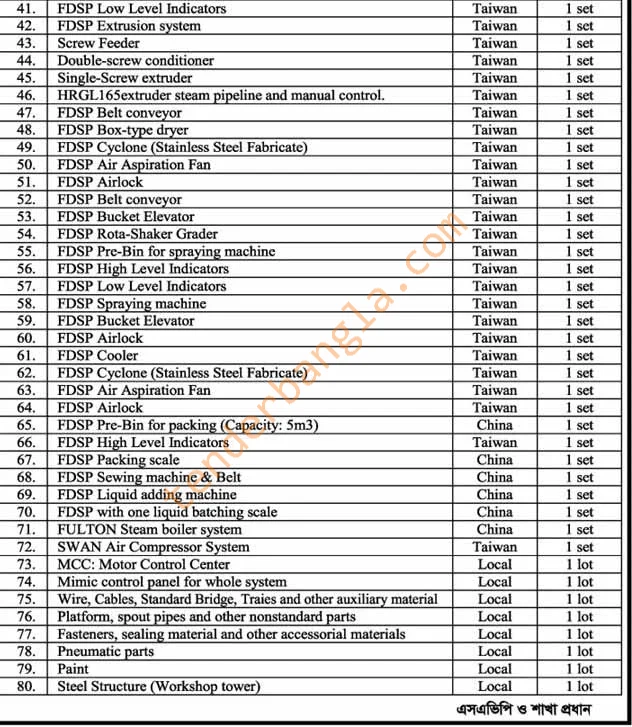 41. FDSP Low Level Indicators Taiwan 1 set
42. FDSP Extrusion system Taiwan 1 set
43. Screw Feeder Taiwan 1 set
44. Double-screw conditioner Taiwan 1 set
45. Single-Screw extruder Taiwan 1 set
46. HRGL165extruder steam pipeline and manual control. Taiwan 1 set
47. FDSP Belt conveyor Taiwan 1 set
48. FDSP Box-type dryer Taiwan 1 set
49. FDSP Cyclone (Stainless Steel Fabricate) Taiwan 1 set
50. FDSP Air Aspiration Fan Taiwan 1 set
51. FDSP Airlock Taiwan 1 set
52. FDSP Belt conveyor Taiwan 1 set
53. FDSP Bucket Elevator Taiwan 1 set
54. FDSP Rota-Shaker Grader Taiwan 1 set
55. FDSP Pre-Bin for spraying machine Taiwan 1 set
56. FDSP High Level Indicators Taiwan 1 set
57. FDSP Low Level Indicators Taiwan 1 set
58. FDSP Spraying machine Taiwan 1 set
59. FDSP Bucket Elevator Taiwan 1 set
60. FDSP Airlock Taiwan 1 set
61. FDSP Cooler Taiwan 1 set
62. FDSP Cyclone (Stainless Steel Fabricate) Taiwan 1 set
63. FDSP Air Aspiration Fan Taiwan 1 set
64. FDSP Airlock Taiwan 1 set
65. FDSP Pre-Bin for packing (Capacity: 5m3) China 1 set
66. FDSP High Level Indicators Taiwan 1 set
67. FDSP Packing scale China 1 set
68. FDSP Sewing machine & Belt China 1 set
69. FDSP Liquid adding machine China 1 set
70. FDSP with one liquid batching scale China 1 set
71. FULTON Steam boiler system China 1 set
72. SWAN Air Compressor System Taiwan 1 set
73. MCC: Motor Control Center Local 1 lot
74. Mimic control panel for whole system Local 1 lot
75. Wire, Cables, Standard Bridge, Traies and other auxiliary material Local 1 lot
76. Platform, spout pipes and other nonstandard parts Local 1 lot
77. Fasteners, sealing material and other accessorial materials Local 1 lot
78. Pneumatic parts Local 1 lot
79. Paint Local 1 lot
80. Steel Structure (Workshop tower) Local 1 lot
এসএভিপি ও শাখা প্রধান
tenderbangla.com